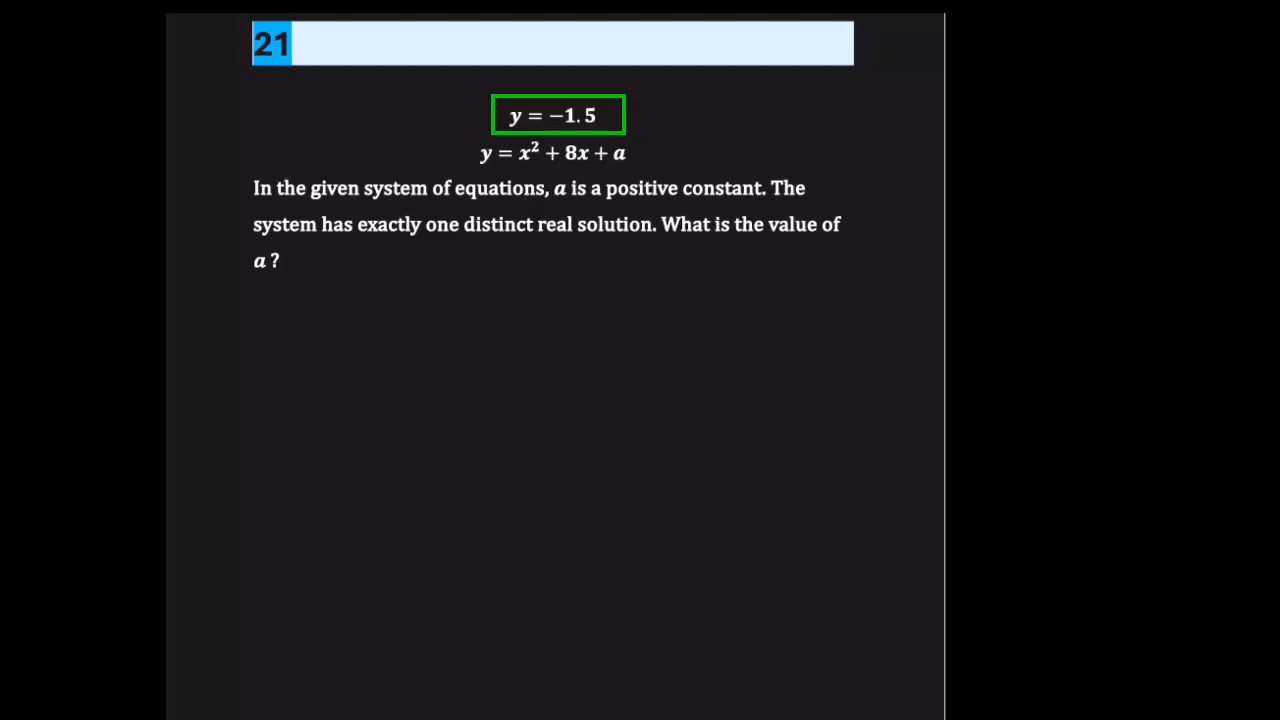 21
y = −1.5
y = x² + 8x + a
In the given system of equations, a is a positive constant. The
system has exactly one distinct real solution. What is the value of
a ?